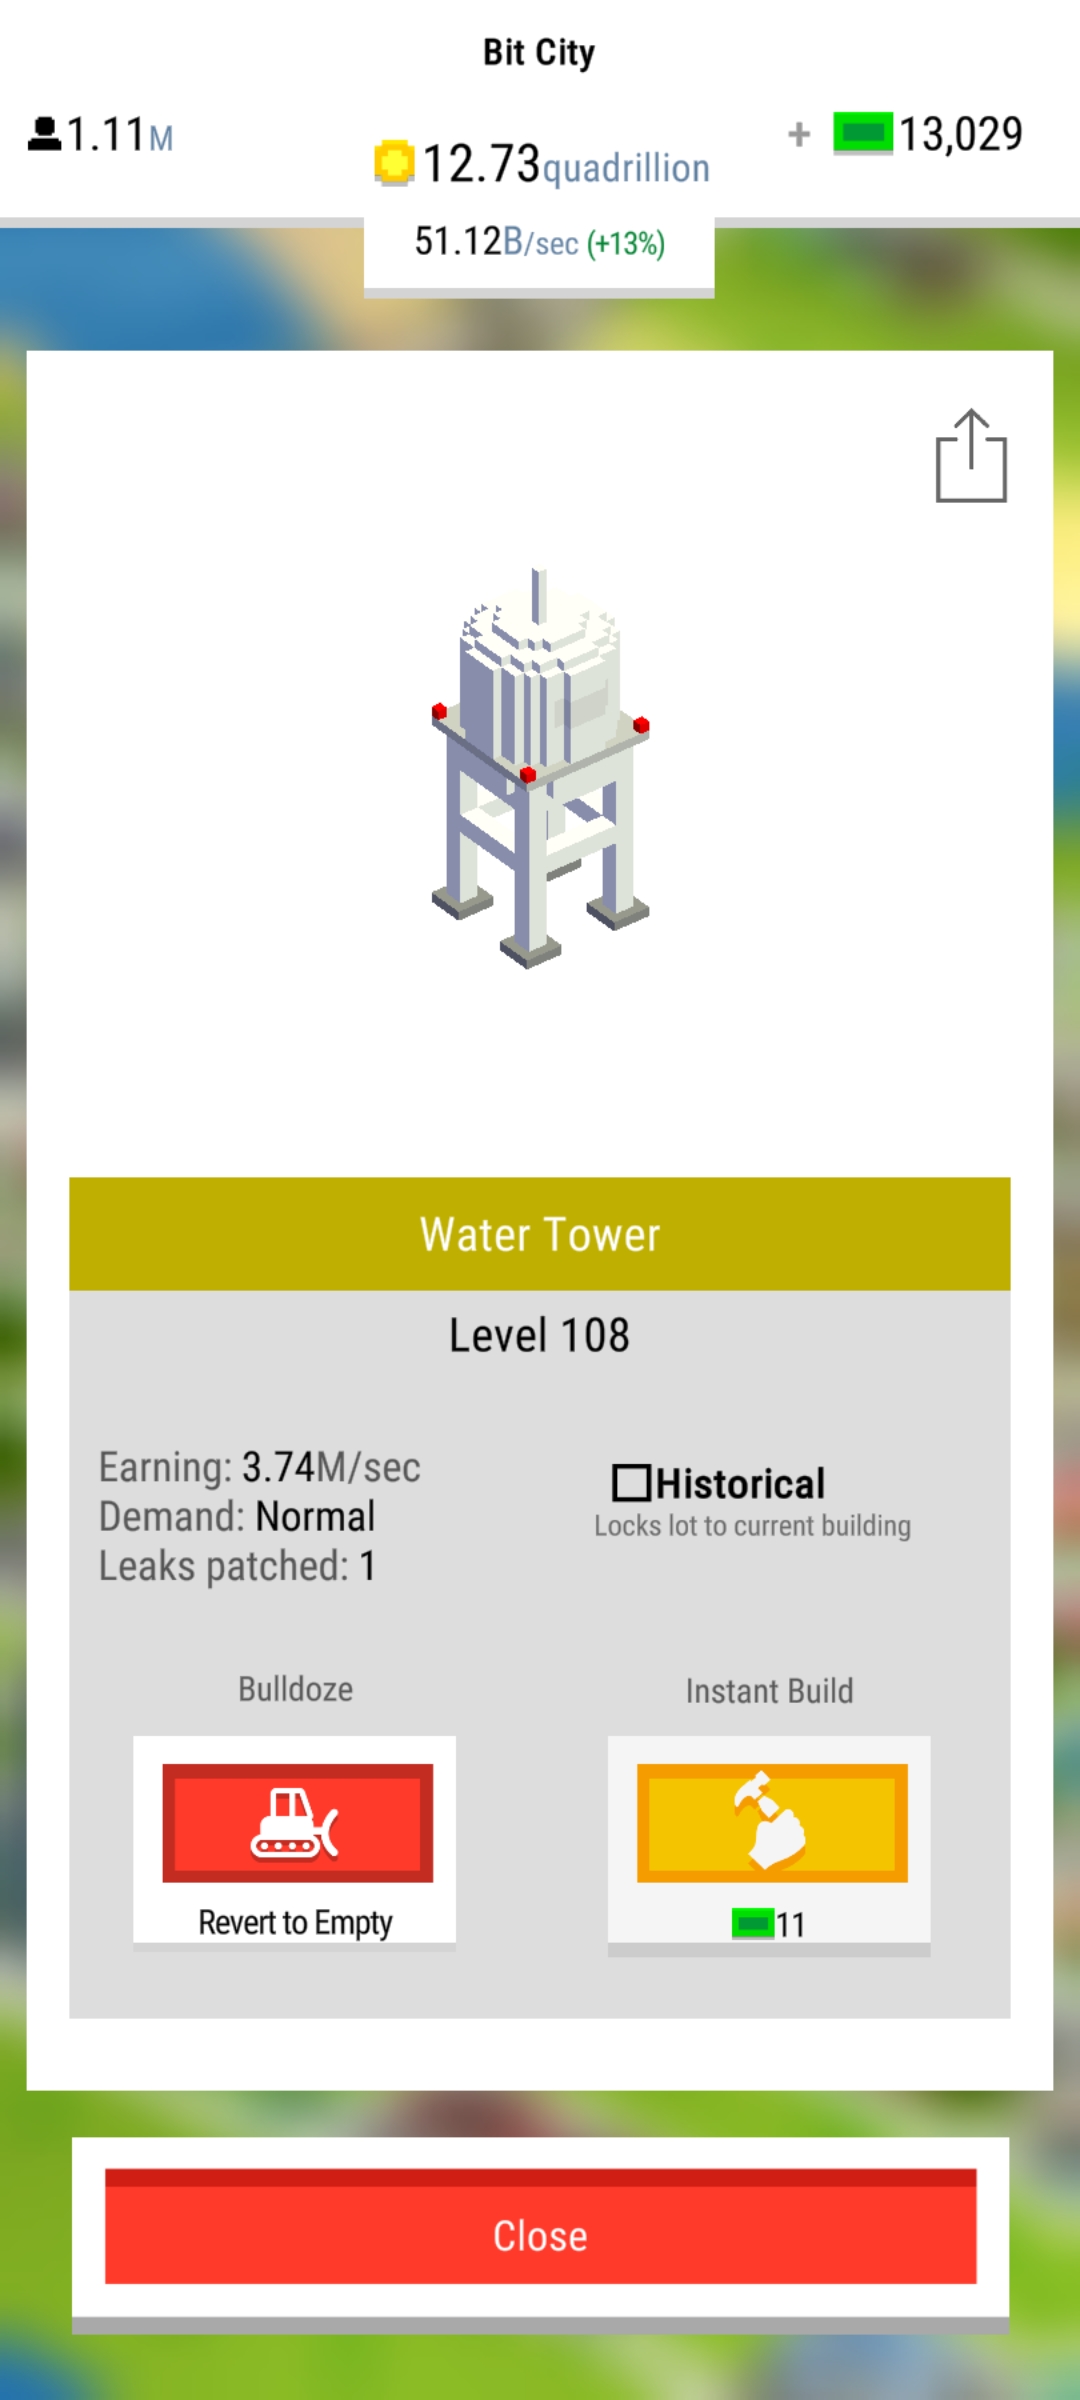 Bit City
1.11M
12.73quadrillion
+ 13,029
51.12B/sec (+13%)
Water Tower
Level 108
Earning: 3.74M/sec
Demand: Normal
Leaks patched: 1
Historical
Locks lot to current building
Bulldoze
Revert to Empty
Instant Build
11
Close